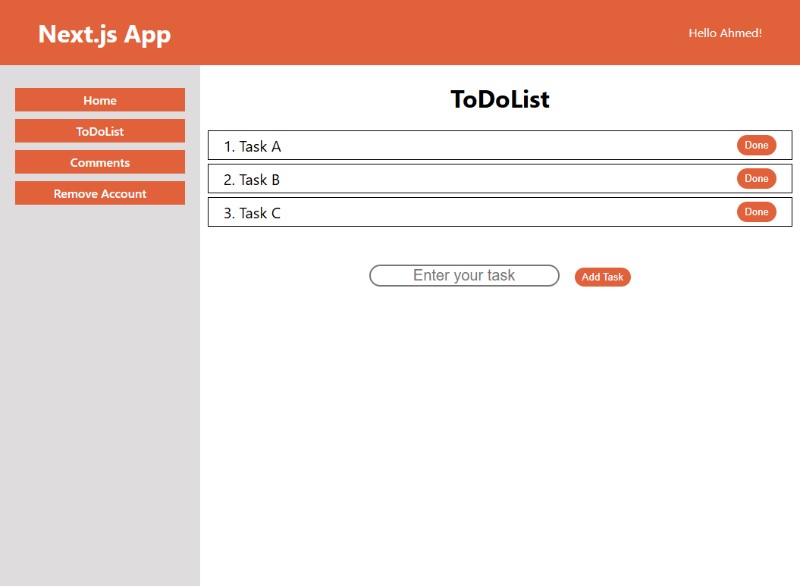 Next.js App
Hello Ahmed!
Home
ToDoList
Comments
Remove Account
ToDoList
1. Task A
Done
2. Task B
Done
3. Task C
Done
Enter your task
Add Task